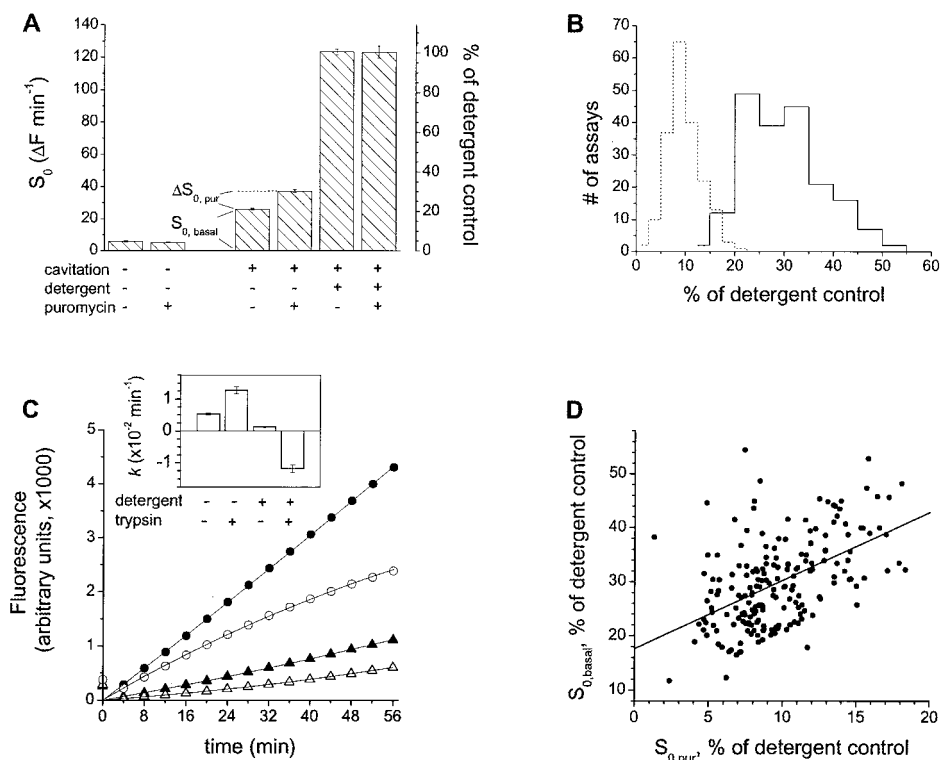 A
S0 (ΔF min-1)
140
120
100
80
60
40
20
0
ΔS0, pur
S0, basal
100
80
60
40
20
0
% of detergent control
cavitation - - + + + +
detergent - - - - + +
puromycin - + - + - +
B
# of assays
70
60
50
40
30
20
10
0
0 10 20 30 40 50 60
% of detergent control
C
k (x10-2 min-1)
1
0
-1
detergent - - + +
trypsin - + - +
Fluorescence
(arbitrary units, x1000)
5
4
3
2
1
0
0 8 16 24 32 40 48 56
time (min)
D
S0,basal, % of detergent control
50
40
30
20
10
0 5 10 15 20
S0,pur, % of detergent control